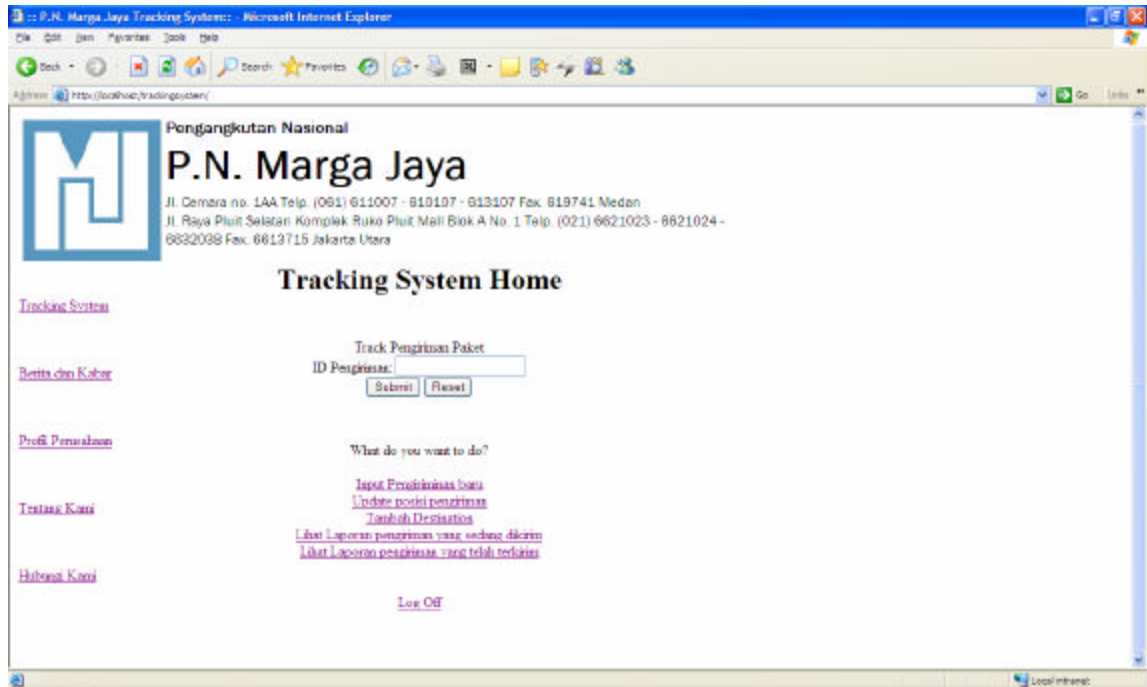 :: P.N. Marga Jaya Tracking System:: - Microsoft Internet Explorer
File Edit View Favorites Tools Help
Back Search Favorites
Address http://localhost/trackingsystem/ Go Links
Pengangkutan Nasional
P.N. Marga Jaya
Jl. Cemara no. 1AA Telp. (061) 611007 - 610107 - 613107 Fax. 619741 Medan
Jl. Raya Pluit Selatan Komplek Ruko Pluit Mall Blok A No. 1 Telp. (021) 6621023 - 6621024 -
6632038 Fax. 6613715 Jakarta Utara
Tracking System Home
Tracking System
Track Pengiriman Paket
ID Pengiriman:
Submit Reset
Berita dan Kabar
Profil Perusahaan
What do you want to do?
Input Pengiriminan baru
Update posisi pengiriman
Tentang Kami
Tambah Destination
Lihat Laporan pengriman yang sedang dikirim
Lihat Laporan pengiriman yang telah terkirim
Hubungi Kami
Log Off
Local intranet